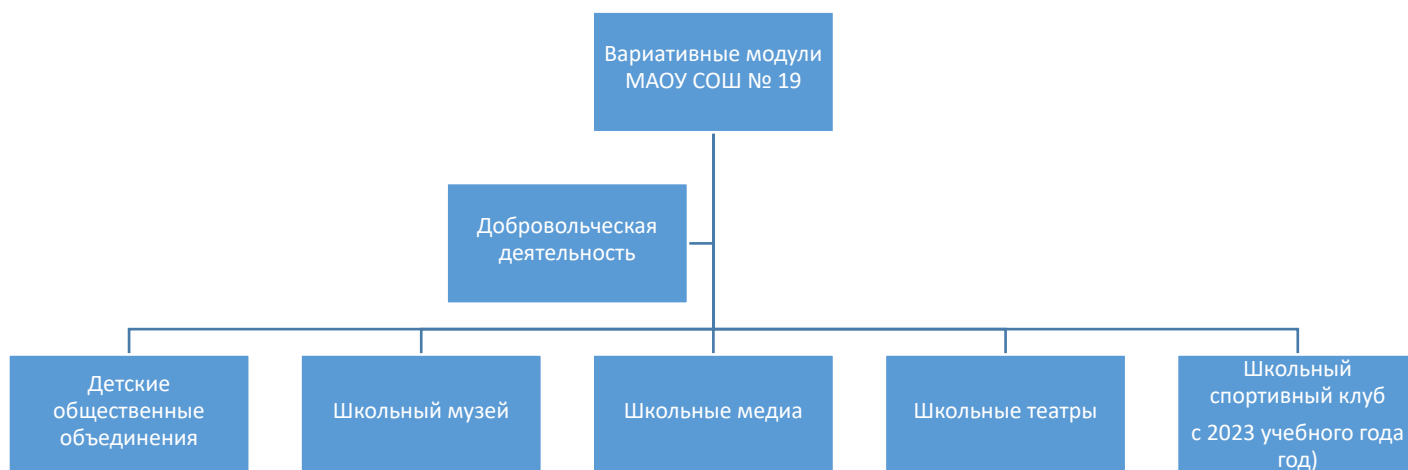 Вариативные модули
МАОУ СОШ № 19
Добровольческая
деятельность
Детские
общественные
объединения
Школьный музей
Школьные медиа
Школьные театры
Школьный
спортивный клуб
с 2023 учебного года
год)